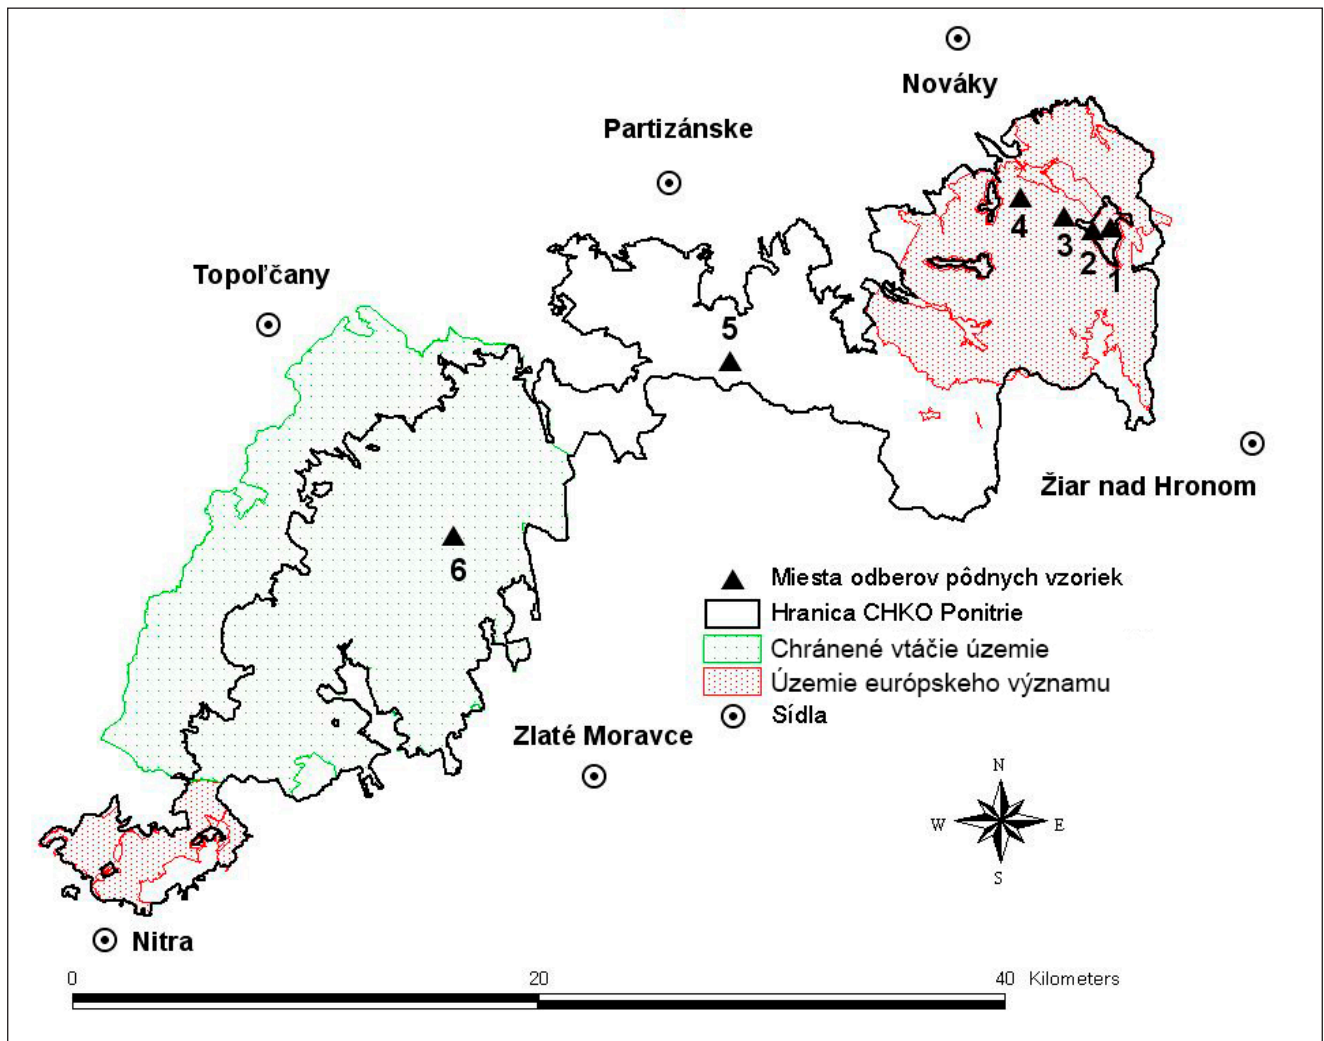 Nováky
Partizánske
Topoľčany
4
3
2
1
5
Žiar nad Hronom
6
Miesta odberov pôdnych vzoriek
Hranica CHKO Ponitrie
Chránené vtáčie územie
Územie európskeho významu
Sídla
Zlaté Moravce
N
W
E
S
Nitra
0 20 40 Kilometers